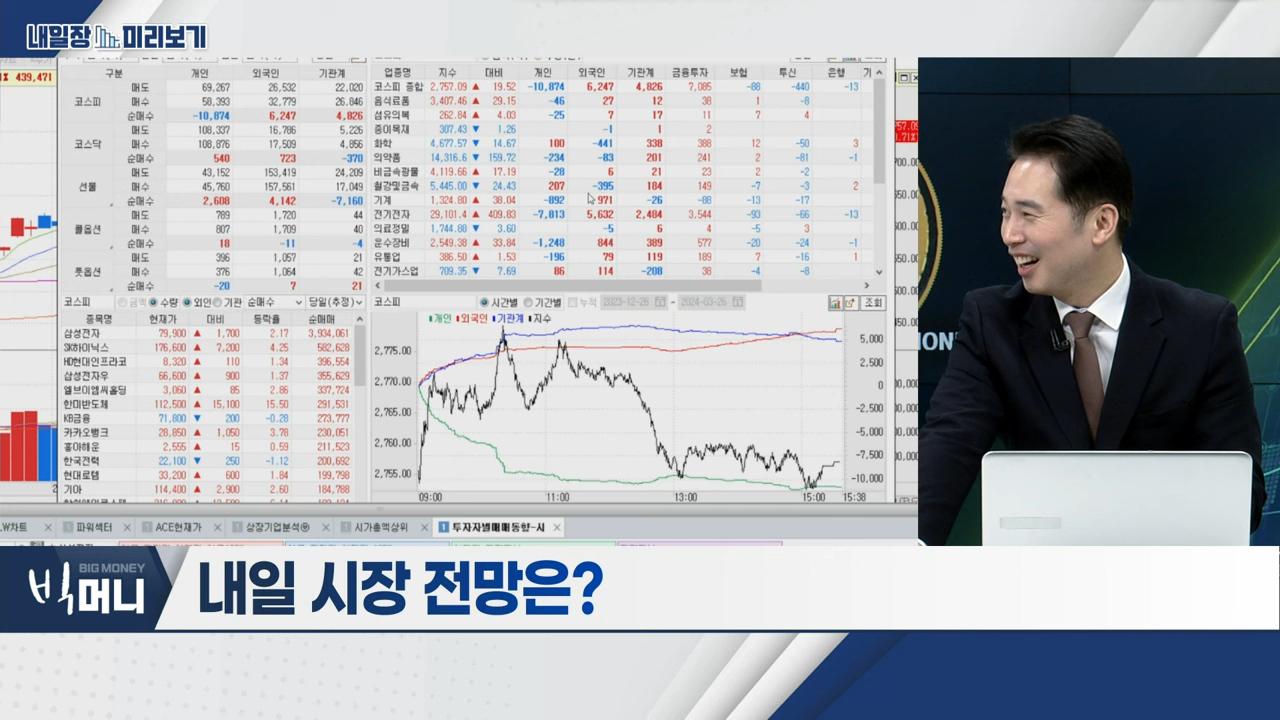 내일장 미리보기
439,471
구분 개인 외국인 기관계
코스피 매도 69,267 26,532 22,020
매수 58,393 32,779 26,846
순매수 -10,874 6,247 4,826
코스닥 매도 108,337 16,786 5,226
매수 108,876 17,509 4,856
순매수 540 723 -370
선물 매도 43,152 153,419 24,209
매수 45,760 157,561 17,049
순매수 2,608 4,142 -7,160
콜옵션 매도 789 1,720 44
매수 807 1,709 40
순매수 18 -11 -4
풋옵션 매도 396 1,057 21
매수 376 1,064 42
순매수 -20 7 21
업종명 지수 대비 개인 외국인 기관계 금융투자 보험 투신 은행 기
코스피 종합 2,757.09 ▲ 19.52 -10,874 6,247 4,826 7,085 -88 -440 -13
음식료품 3,407.46 ▲ 29.15 -46 27 12 38 1 -8
섬유의복 262.84 ▲ 4.03 -25 7 17 11 7 4
종이목재 307.43 ▼ 1.26 -1 1 2
화학 4,677.57 ▼ 14.67 100 -441 338 388 12 -50 3
의약품 14,316.6 ▼ 159.72 -234 -83 201 241 2 -81 -1
비금속광물 4,119.66 ▲ 17.19 -28 6 21 23 2 -2
철강및금속 5,445.00 ▼ 24.43 207 -395 184 149 -7 -3 2
기계 1,324.80 ▲ 38.04 -892 971 -26 -88 -13 -17
전기전자 29,101.4 ▲ 409.83 -7,813 5,632 2,484 3,544 -93 -66 -13
의료정밀 1,744.88 ▼ 3.60 -5 6 4 -5 3
운수장비 2,549.38 ▲ 33.84 -1,248 844 389 577 -20 -24 -1
유통업 386.50 ▲ 1.53 -196 79 119 189 7 -16 1
전기가스업 709.35 ▼ 7.69 86 114 -208 38 -4 -8
코스피 금액 수량 외인 기관 순매수 당일(추정)
종목명 현재가 대비 등락율 순매수
삼성전자 79,900 ▲ 1,700 2.17 3,934,061
SK하이닉스 176,600 ▲ 7,200 4.25 582,628
HD현대인프라코 8,320 ▲ 110 1.34 396,554
삼성전자우 66,600 ▲ 900 1.37 355,629
엘브이엠씨홀딩 3,060 ▲ 85 2.86 337,724
한미반도체 112,500 ▲ 15,100 15.50 291,531
KB금융 71,800 ▼ 200 -0.28 273,777
카카오뱅크 28,850 ▲ 1,050 3.78 230,051
흥아해운 2,555 ▲ 15 0.59 211,523
한국전력 22,100 ▼ 250 -1.12 200,692
현대로템 33,200 ▲ 600 1.84 199,798
기아 114,400 ▲ 2,900 2.60 184,788
코스피 시간별 기간별 누적 2023-12-26 ~ 2024-03-26 조회
개인 외국인 기관계 지수
2,775.00
2,770.00
2,765.00
2,760.00
2,755.00
5,000
2,500
0
-2,500
-5,000
-7,500
-10,000
09:00 11:00 13:00 15:00 15:38
LW차트 파워섹터 ACE현재가 상장기업분석 시가총액상위 투자자별매매동향-시
ION
BIG MONEY
빅머니
내일 시장 전망은?